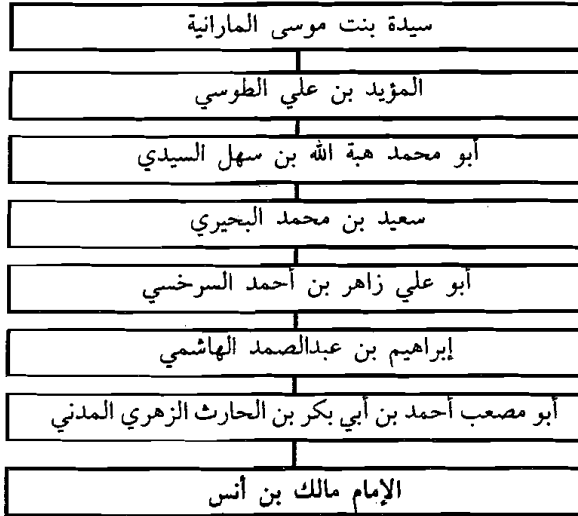 سيدة بنت موسى المارانية
المؤيد بن علي الطوسي
أبو محمد هبة الله بن سهل السيدي
سعيد بن محمد البحيري
أبو علي زاهر بن أحمد السرخسي
إبراهيم بن عبدالصمد الهاشمي
أبو مصعب أحمد بن أبي بكر بن الحارث الزهري المدني
الإمام مالك بن أنس